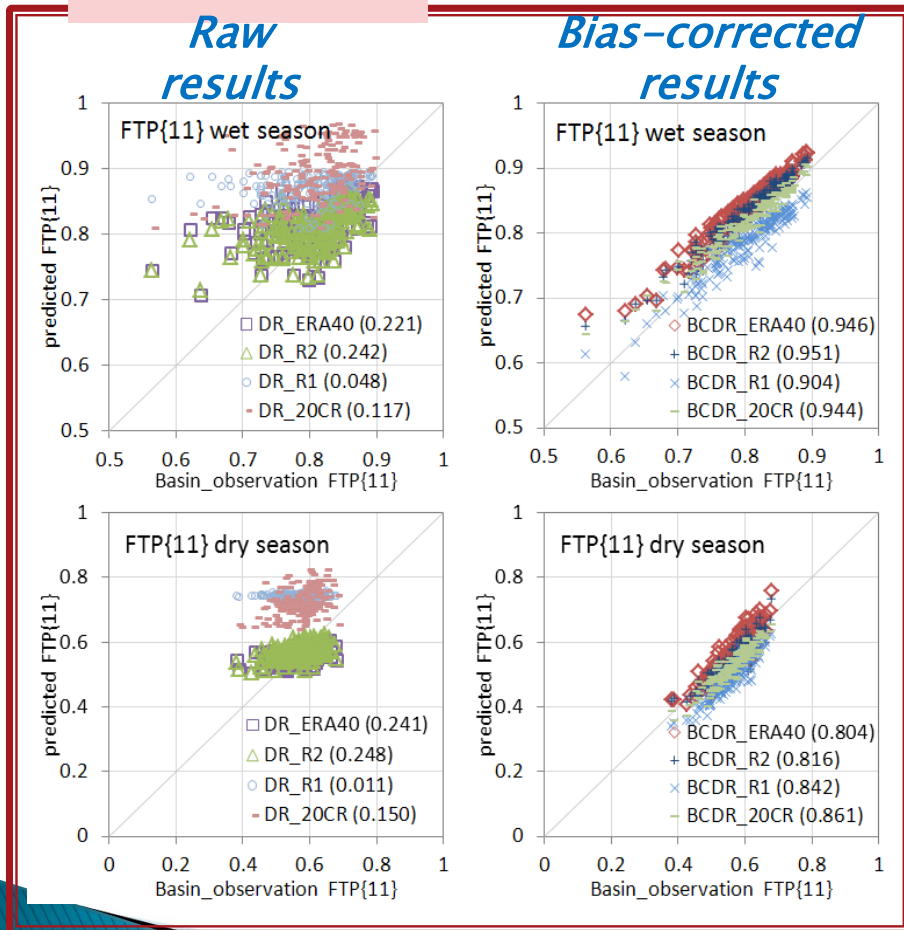 Raw
results
Bias-corrected
results
FTP{11} wet season
predicted FTP{11}
1
0.9
0.8
0.7
0.6
0.5
DR_ERA40 (0.221)
DR_R2 (0.242)
DR_R1 (0.048)
DR_20CR (0.117)
0.5 0.6 0.7 0.8 0.9 1
Basin_observation FTP{11}
FTP{11} wet season
predicted FTP{11}
1
0.9
0.8
0.7
0.6
0.5
BCDR_ERA40 (0.946)
BCDR_R2 (0.951)
BCDR_R1 (0.904)
BCDR_20CR (0.944)
0.5 0.6 0.7 0.8 0.9 1
Basin_observation FTP{11}
FTP{11} dry season
predicted FTP{11}
1
0.8
0.6
0.4
0.2
0
DR_ERA40 (0.241)
DR_R2 (0.248)
DR_R1 (0.011)
DR_20CR (0.150)
0 0.2 0.4 0.6 0.8 1
Basin_observation FTP{11}
FTP{11} dry season
predicted FTP{11}
1
0.8
0.6
0.4
0.2
0
BCDR_ERA40 (0.804)
BCDR_R2 (0.816)
BCDR_R1 (0.842)
BCDR_20CR (0.861)
0 0.2 0.4 0.6 0.8 1
Basin_observation FTP{11}